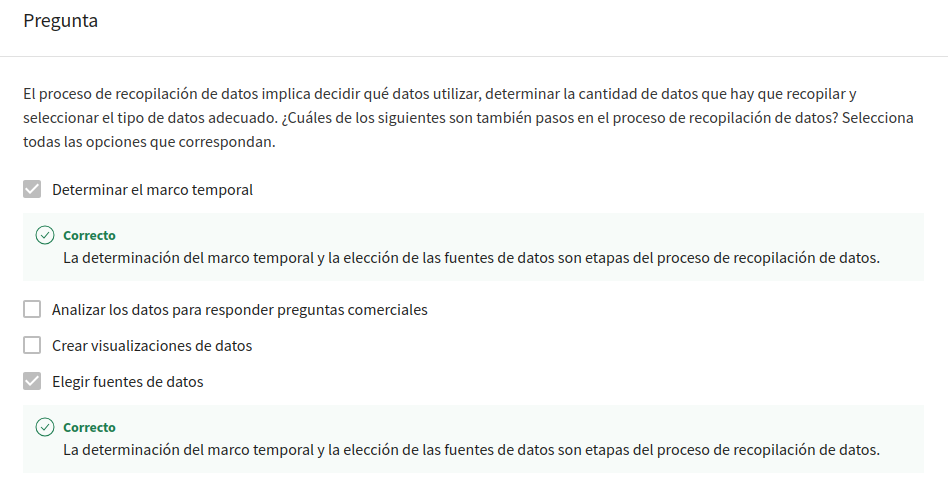 Pregunta
El proceso de recopilación de datos implica decidir qué datos utilizar, determinar la cantidad de datos que hay que recopilar y
seleccionar el tipo de datos adecuado. ¿Cuáles de los siguientes son también pasos en el proceso de recopilación de datos? Selecciona
todas las opciones que correspondan.
Determinar el marco temporal
Correcto
La determinación del marco temporal y la elección de las fuentes de datos son etapas del proceso de recopilación de datos.
Analizar los datos para responder preguntas comerciales
Crear visualizaciones de datos
Elegir fuentes de datos
Correcto
La determinación del marco temporal y la elección de las fuentes de datos son etapas del proceso de recopilación de datos.